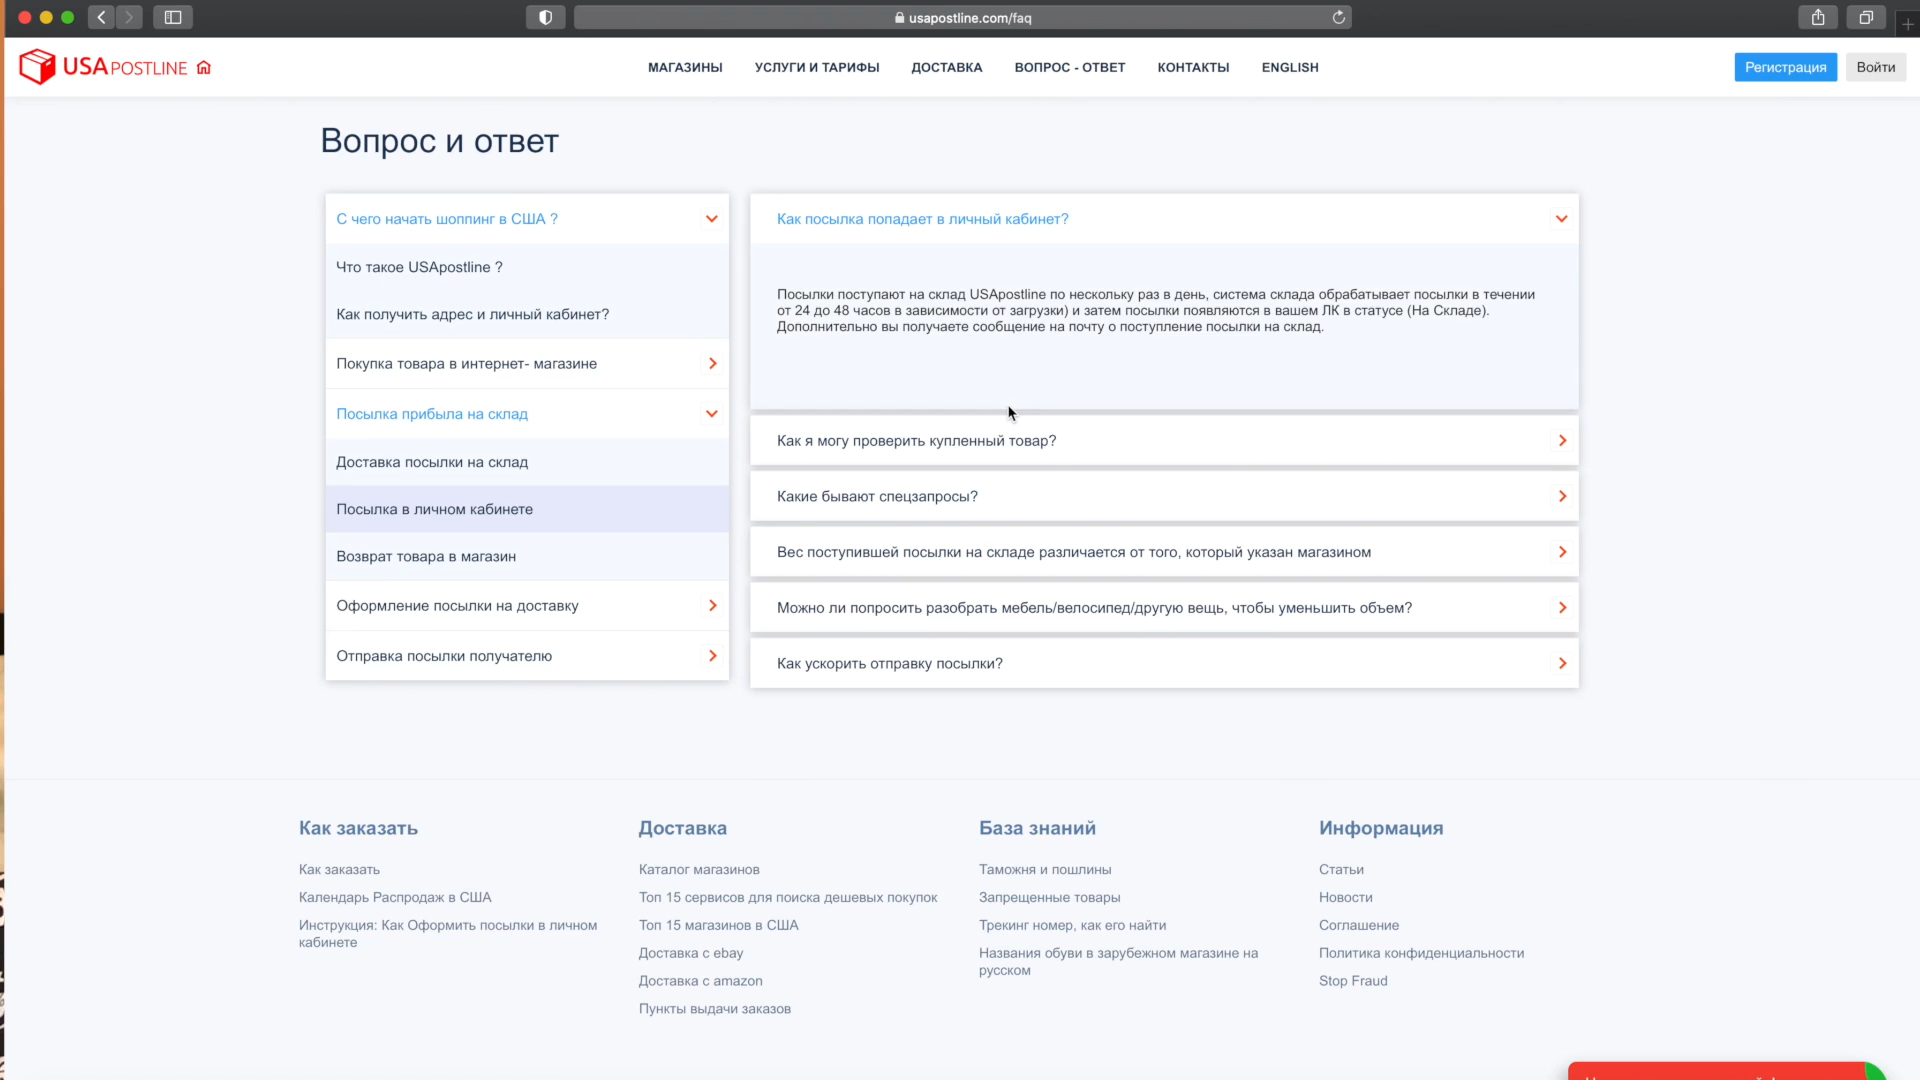 usapostline.com/faq
USAPOSTLINE
МАГАЗИНЫ
УСЛУГИ И ТАРИФЫ
ДОСТАВКА
ВОПРОС - ОТВЕТ
КОНТАКТЫ
ENGLISH
Регистрация
Войти
Вопрос и ответ
С чего начать шоппинг в США ?
Что такое USApostline ?
Как получить адрес и личный кабинет?
Покупка товара в интернет- магазине
Посылка прибыла на склад
Доставка посылки на склад
Посылка в личном кабинете
Возврат товара в магазин
Оформление посылки на доставку
Отправка посылки получателю
Как посылка попадает в личный кабинет?
Посылки поступают на склад USApostline по нескольку раз в день, система склада обрабатывает посылки в течении
от 24 до 48 часов в зависимости от загрузки) и затем посылки появляются в вашем ЛК в статусе (На Складе).
Дополнительно вы получаете сообщение на почту о поступление посылки на склад.
Как я могу проверить купленный товар?
Какие бывают спецзапросы?
Вес поступившей посылки на складе различается от того, который указан магазином
Можно ли попросить разобрать мебель/велосипед/другую вещь, чтобы уменьшить объем?
Как ускорить отправку посылки?
Как заказать
Как заказать
Календарь Распродаж в США
Инструкция: Как Оформить посылки в личном
кабинете
Доставка
Каталог магазинов
Топ 15 сервисов для поиска дешевых покупок
Топ 15 магазинов в США
Доставка с ebay
Доставка с amazon
Пункты выдачи заказов
База знаний
Таможня и пошлины
Запрещенные товары
Трекинг номер, как его найти
Названия обуви в зарубежном магазине на
русском
Информация
Статьи
Новости
Соглашение
Политика конфиденциальности
Stop Fraud